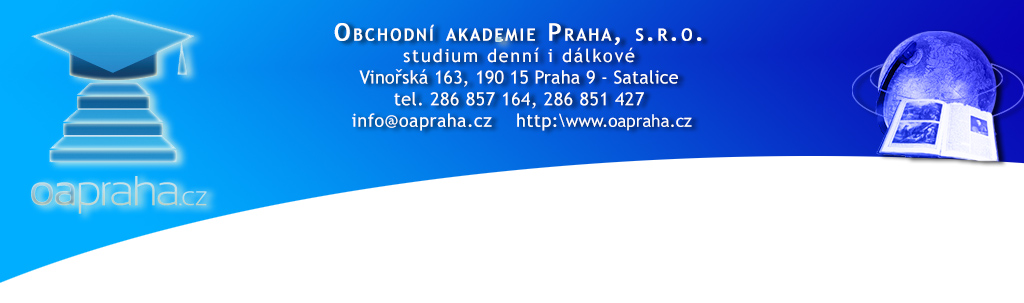 Obchodní akademie Praha, s.r.o.
studium denní i dálkové
Vinořská 163, 190 15 Praha 9 - Satalice
tel. 286 857 164, 286 851 427
info@oapraha.cz http:\www.oapraha.cz
oapraha.cz